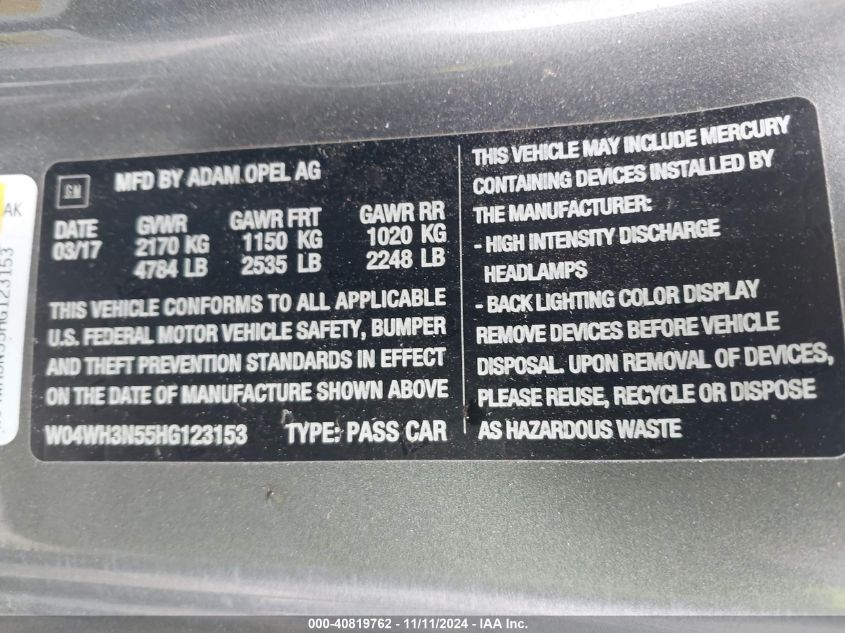 GM
MFD BY ADAM OPEL AG
DATE GVWR GAWR FRT GAWR RR
03/17 2170 KG 1150 KG 1020 KG
4784 LB 2535 LB 2248 LB
THIS VEHICLE CONFORMS TO ALL APPLICABLE
U.S. FEDERAL MOTOR VEHICLE SAFETY, BUMPER
AND THEFT PREVENTION STANDARDS IN EFFECT
ON THE DATE OF MANUFACTURE SHOWN ABOVE
W04WH3N55HG123153 TYPE: PASS CAR
THIS VEHICLE MAY INCLUDE MERCURY
CONTAINING DEVICES INSTALLED BY
THE MANUFACTURER:
- HIGH INTENSITY DISCHARGE
HEADLAMPS
- BACK LIGHTING COLOR DISPLAY
REMOVE DEVICES BEFORE VEHICLE
DISPOSAL. UPON REMOVAL OF DEVICES,
PLEASE REUSE, RECYCLE OR DISPOSE
AS HAZARDOUS WASTE
AK
000-40819762 - 11/11/2024 - IAA Inc.